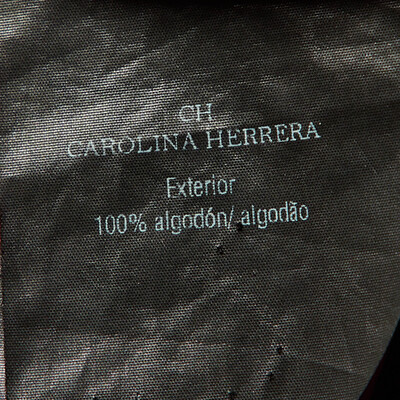 CH
CAROLINA HERRERA
Exterior
100% algodón/ algodão